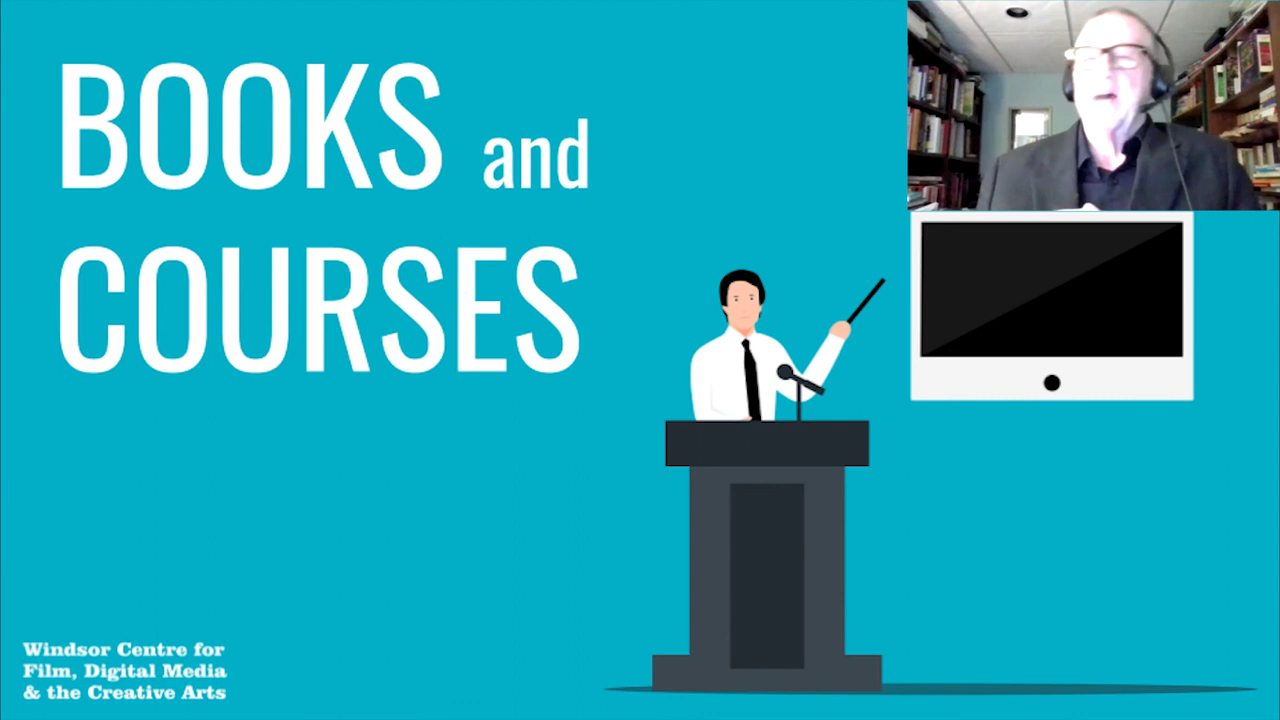 BOOKS and
COURSES
Windsor Centre for
Film, Digital Media
& the Creative Arts